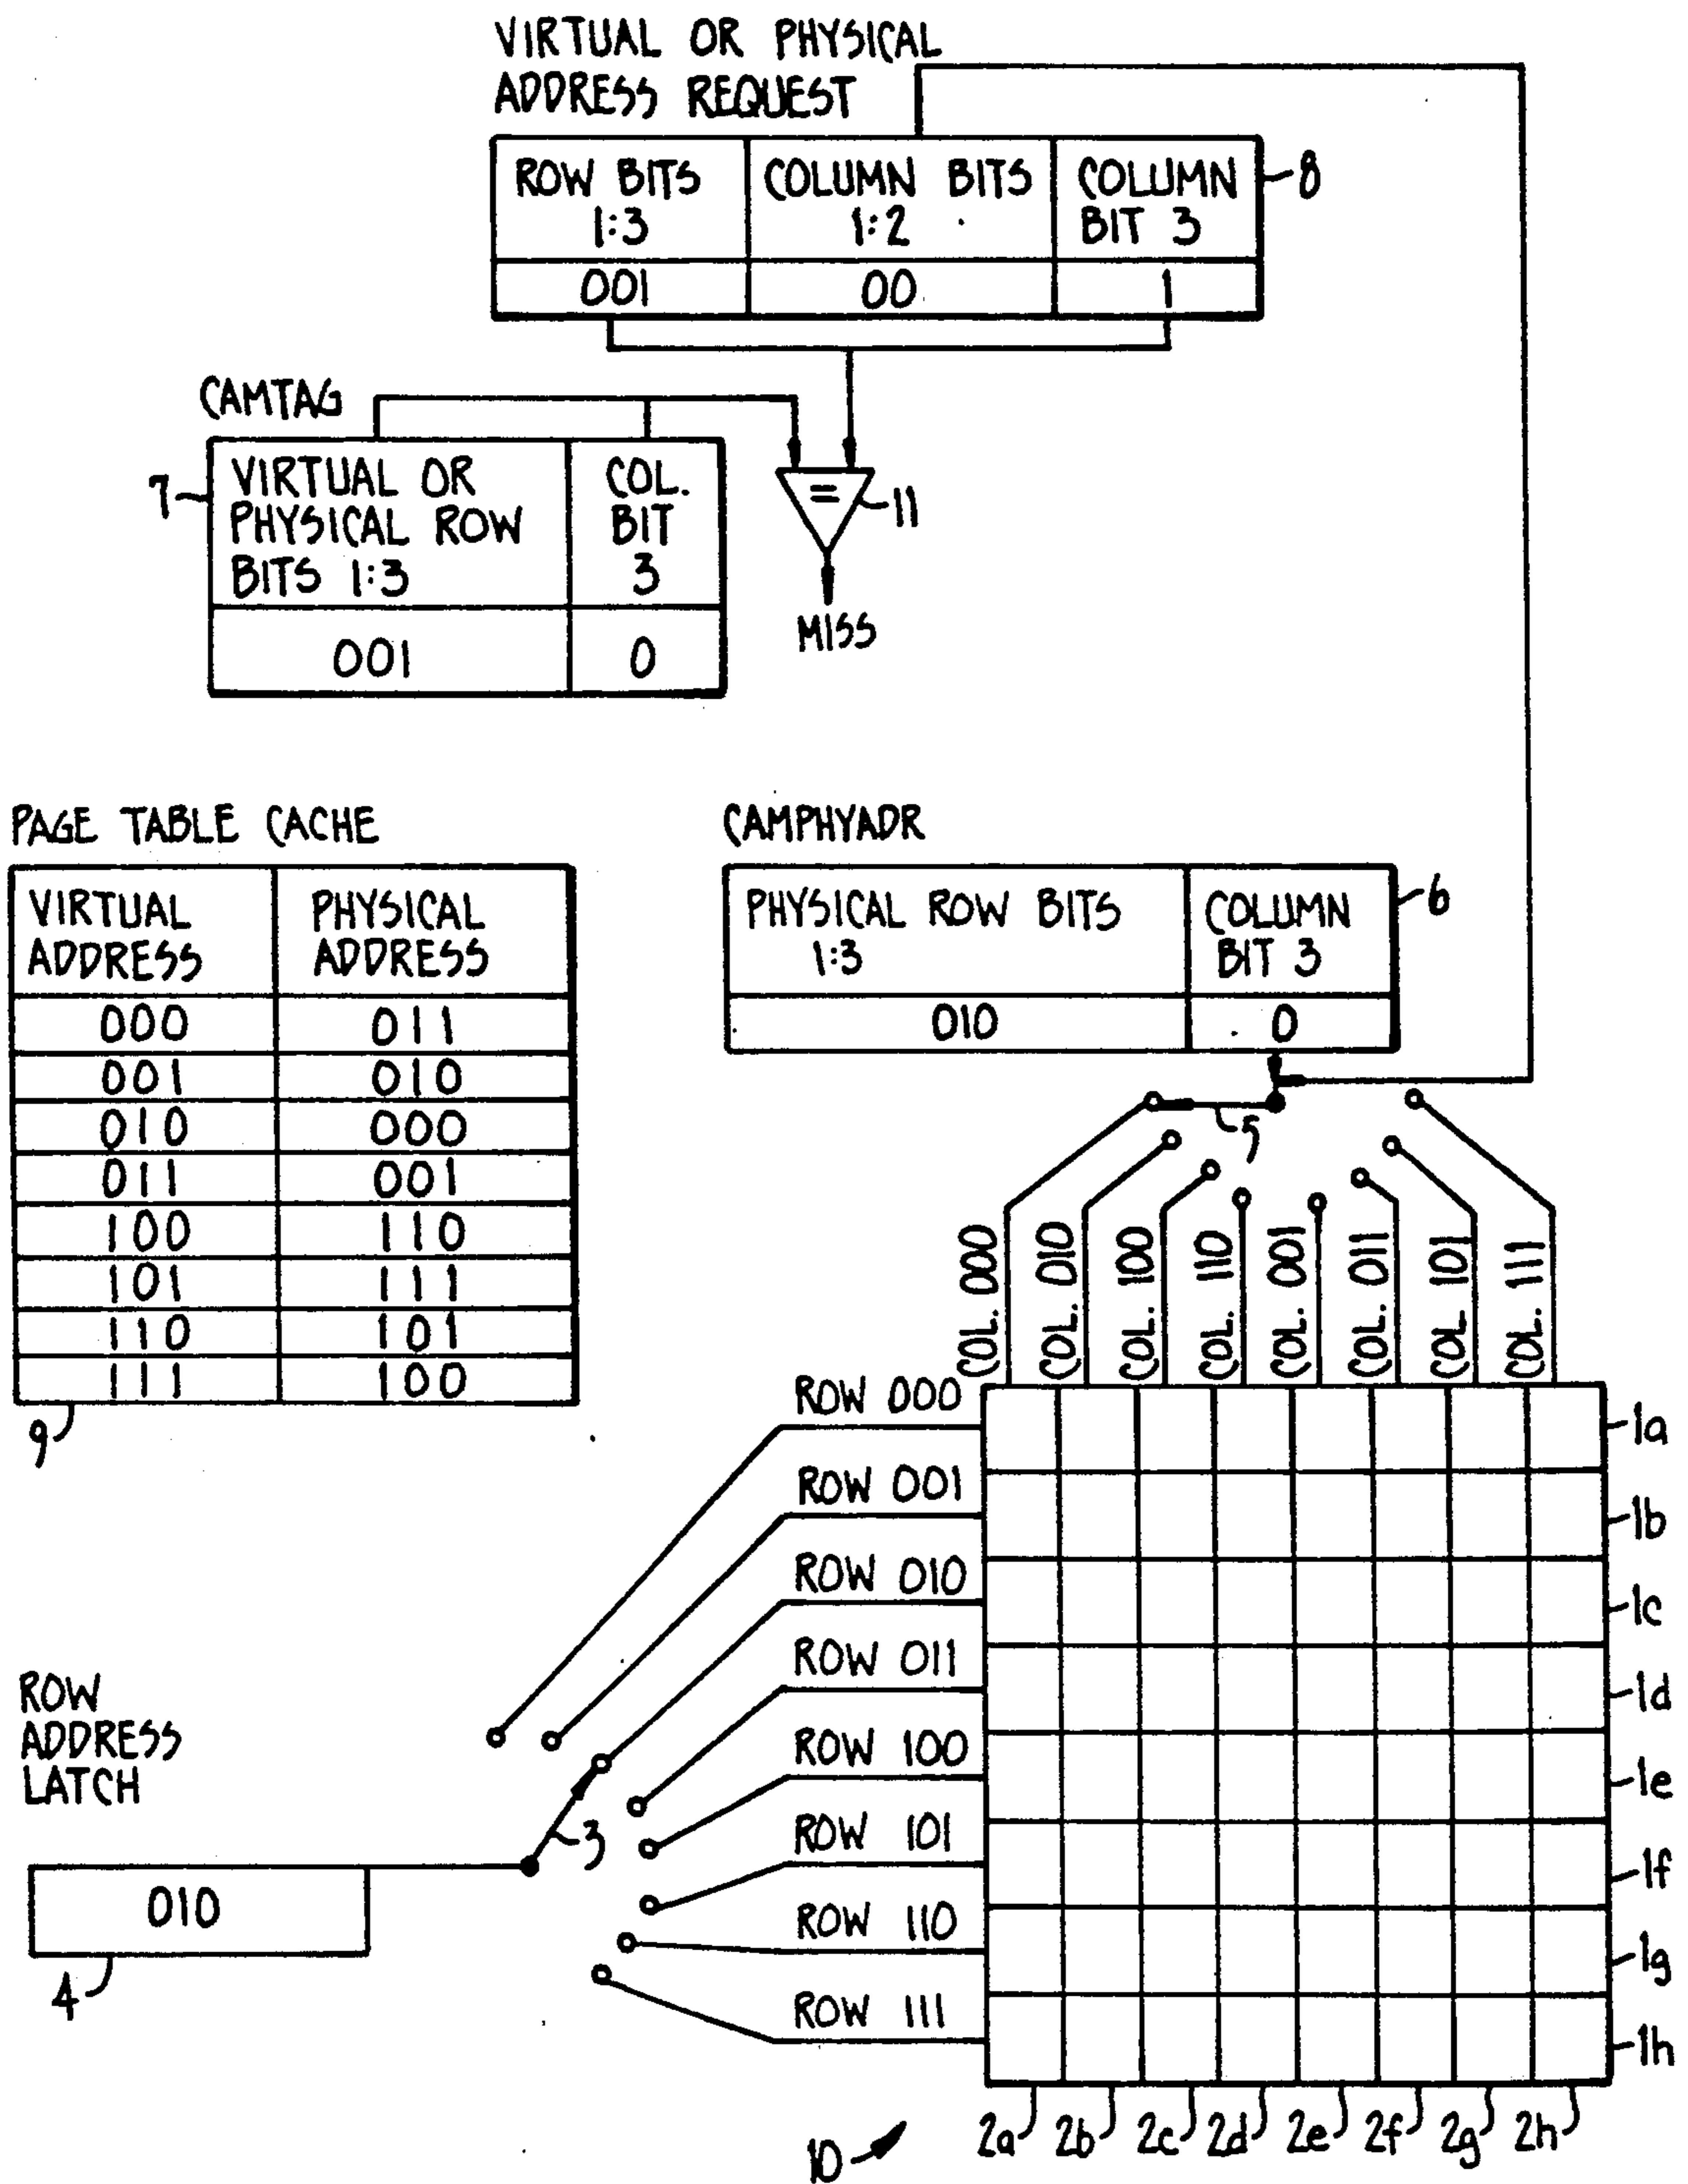 VIRTUAL OR PHYSICAL
ADDRESS REQUEST
ROW BITS
1:3
COLUMN BITS
1:2
COLUMN
BIT 3
8
001
00
1
CAMTAG
7
VIRTUAL OR
PHYSICAL ROW
BITS 1:3
COL.
BIT
3
001
0
=
11
MISS
PAGE TABLE CACHE
VIRTUAL
ADDRESS
PHYSICAL
ADDRESS
000 011
001 010
010 000
011 001
100 110
101 111
110 101
111 100
9
CAMPHYADR
PHYSICAL ROW BITS
1:3
COLUMN
BIT 3
6
010
0
5
COL. 000
COL. 010
COL. 100
COL. 110
COL. 001
COL. 011
COL. 101
COL. 111
ROW 000
ROW 001
ROW 010
ROW 011
ROW 100
ROW 101
ROW 110
ROW 111
1a
1b
1c
1d
1e
1f
1g
1h
ROW
ADDRESS
LATCH
3
010
4
10
2a 2b 2c 2d 2e 2f 2g 2h